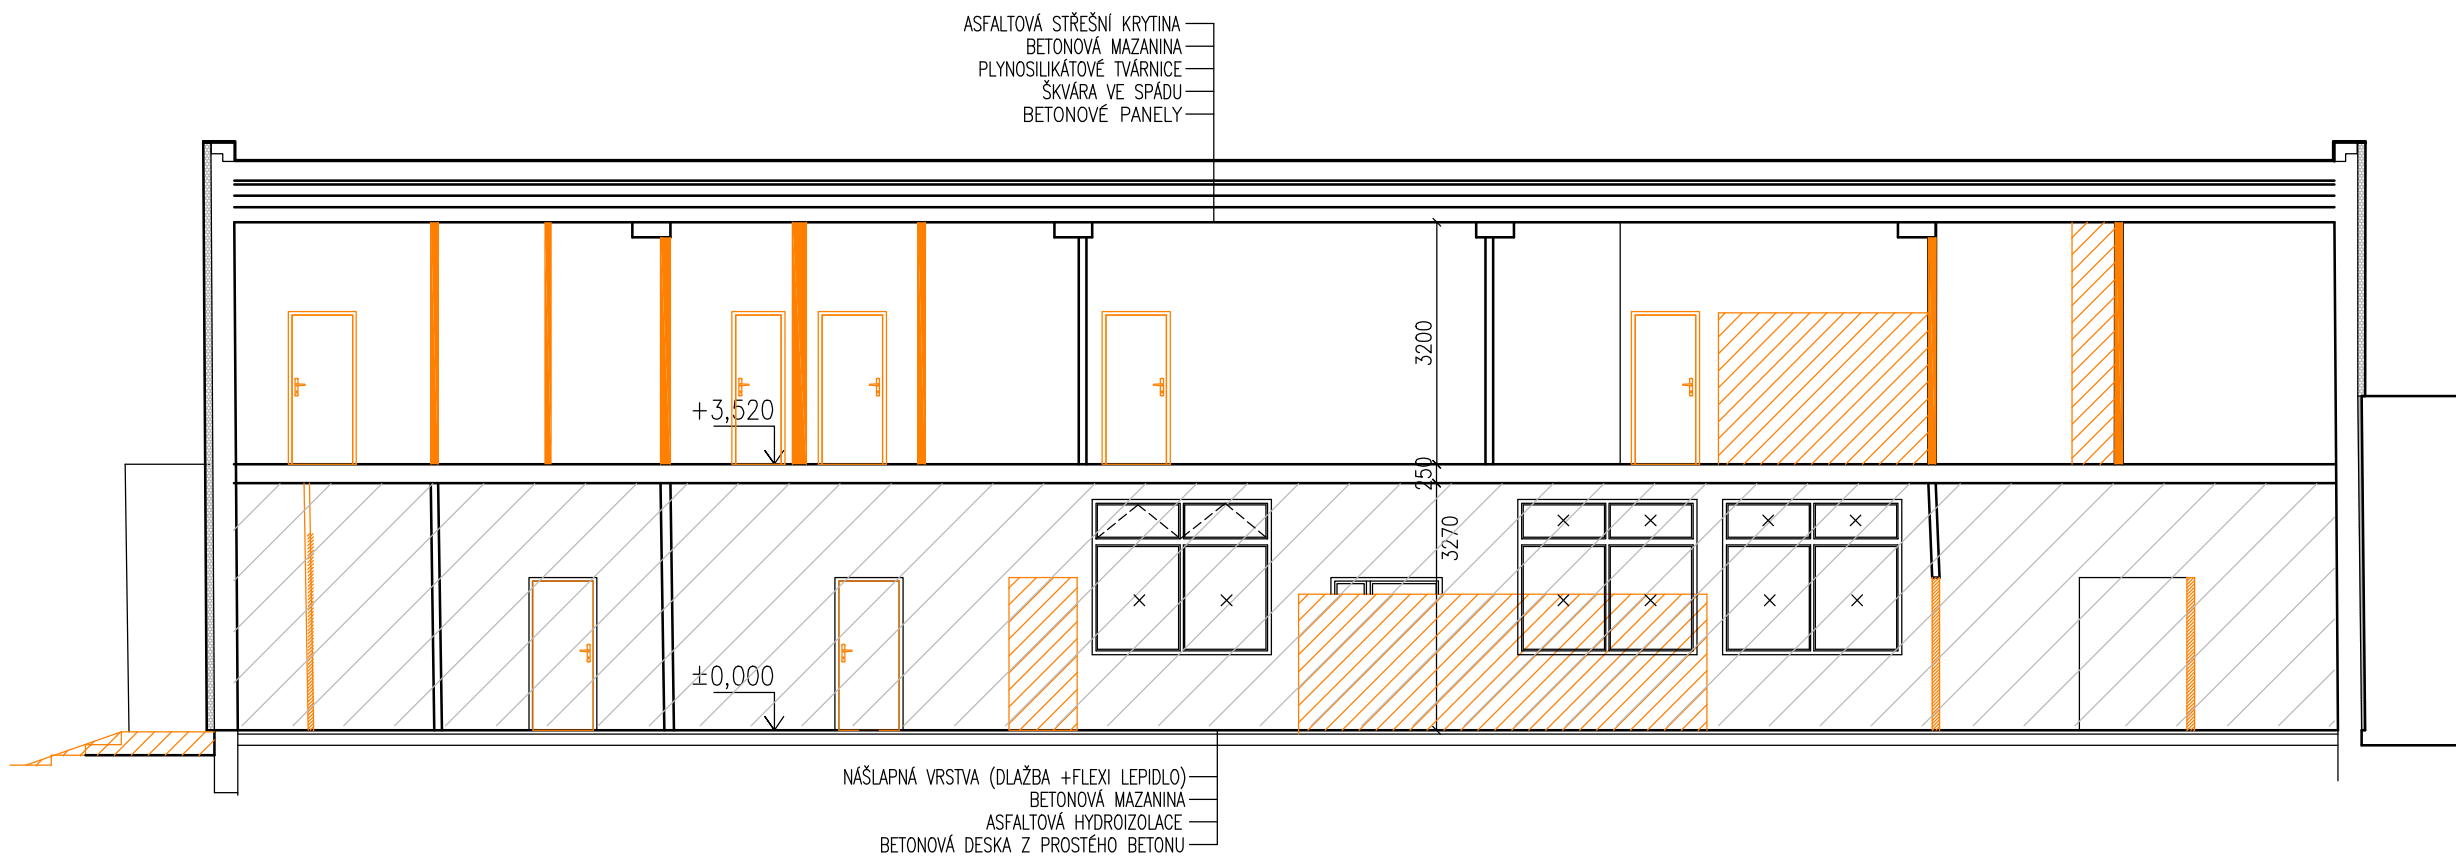 ASFALTOVÁ STŘEŠNÍ KRYTINA
BETONOVÁ MAZANINA
PLYNOSILIKÁTOVÉ TVÁRNICE
ŠKVÁRA VE SPÁDU
BETONOVÉ PANELY
3200
+3,520
250
3270
±0,000
NÁŠLAPNÁ VRSTVA (DLAŽBA +FLEXI LEPIDLO)
BETONOVÁ MAZANINA
ASFALTOVÁ HYDROIZOLACE
BETONOVÁ DESKA Z PROSTÉHO BETONU